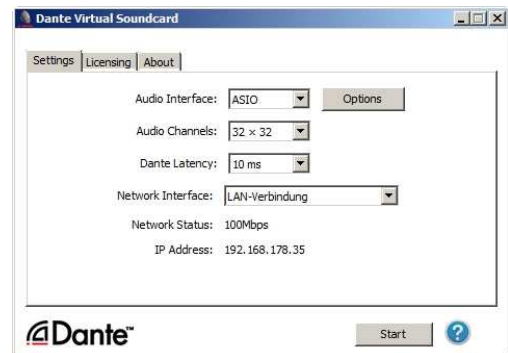 Dante Virtual Soundcard
Settings Licensing About
Audio Interface: ASIO Options
Audio Channels: 32 × 32
Dante Latency: 10 ms
Network Interface: LAN-Verbindung
Network Status: 100Mbps
IP Address: 192.168.178.35
Dante™ Start ?